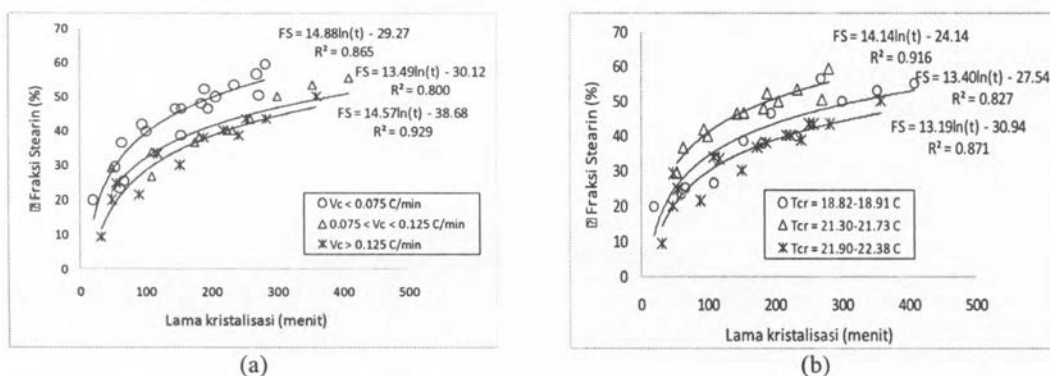 70
60
50
40
30
20
10
0
⍰ Fraksi Stearin (%)
FS = 14.88ln(t) - 29.27
R² = 0.865
FS = 13.49ln(t) - 30.12
R² = 0.800
FS = 14.57ln(t) - 38.68
R² = 0.929
Vc < 0.075 C/min
0.075 < Vc < 0.125 C/min
Vc > 0.125 C/min
0 100 200 300 400 500
Lama kristalisasi (menit)
(a)
70
60
50
40
30
20
10
0
⍰ Fraksi Stearin (%)
FS = 14.14ln(t) - 24.14
R² = 0.916
FS = 13.40ln(t) - 27.54
R² = 0.827
FS = 13.19ln(t) - 30.94
R² = 0.871
Tcr = 18.82-18.91 C
Tcr = 21.30-21.73 C
Tcr = 21.90-22.38 C
0 100 200 300 400 500
Lama kristalisasi (menit)
(b)